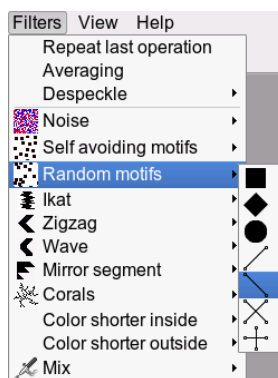 Filters View Help
Repeat last operation
Averaging
Despeckle
Noise
Self avoiding motifs
Random motifs
Ikat
Zigzag
Wave
Mirror segment
Corals
Color shorter inside
Color shorter outside
Mix